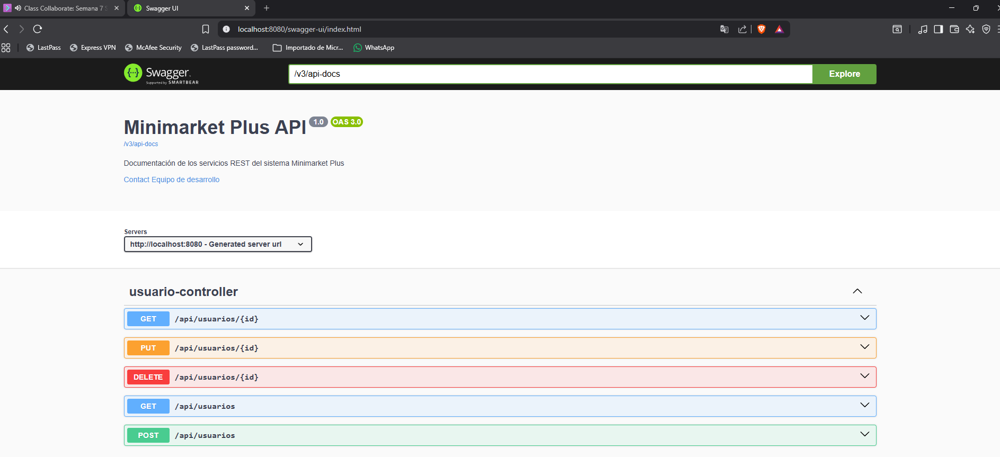 Class Collaborate: Semana 7 S
Swagger UI
localhost:8080/swagger-ui/index.html
LastPass
Express VPN
McAfee Security
LastPass password...
Importado de Micr...
WhatsApp
Swagger
Supported by SMARTBEAR
/v3/api-docs
Explore
Minimarket Plus API 1.0 OAS 3.0
/v3/api-docs
Documentación de los servicios REST del sistema Minimarket Plus
Contact Equipo de desarrollo
Servers
http://localhost:8080 - Generated server url
usuario-controller
GET /api/usuarios/{id}
PUT /api/usuarios/{id}
DELETE /api/usuarios/{id}
GET /api/usuarios
POST /api/usuarios